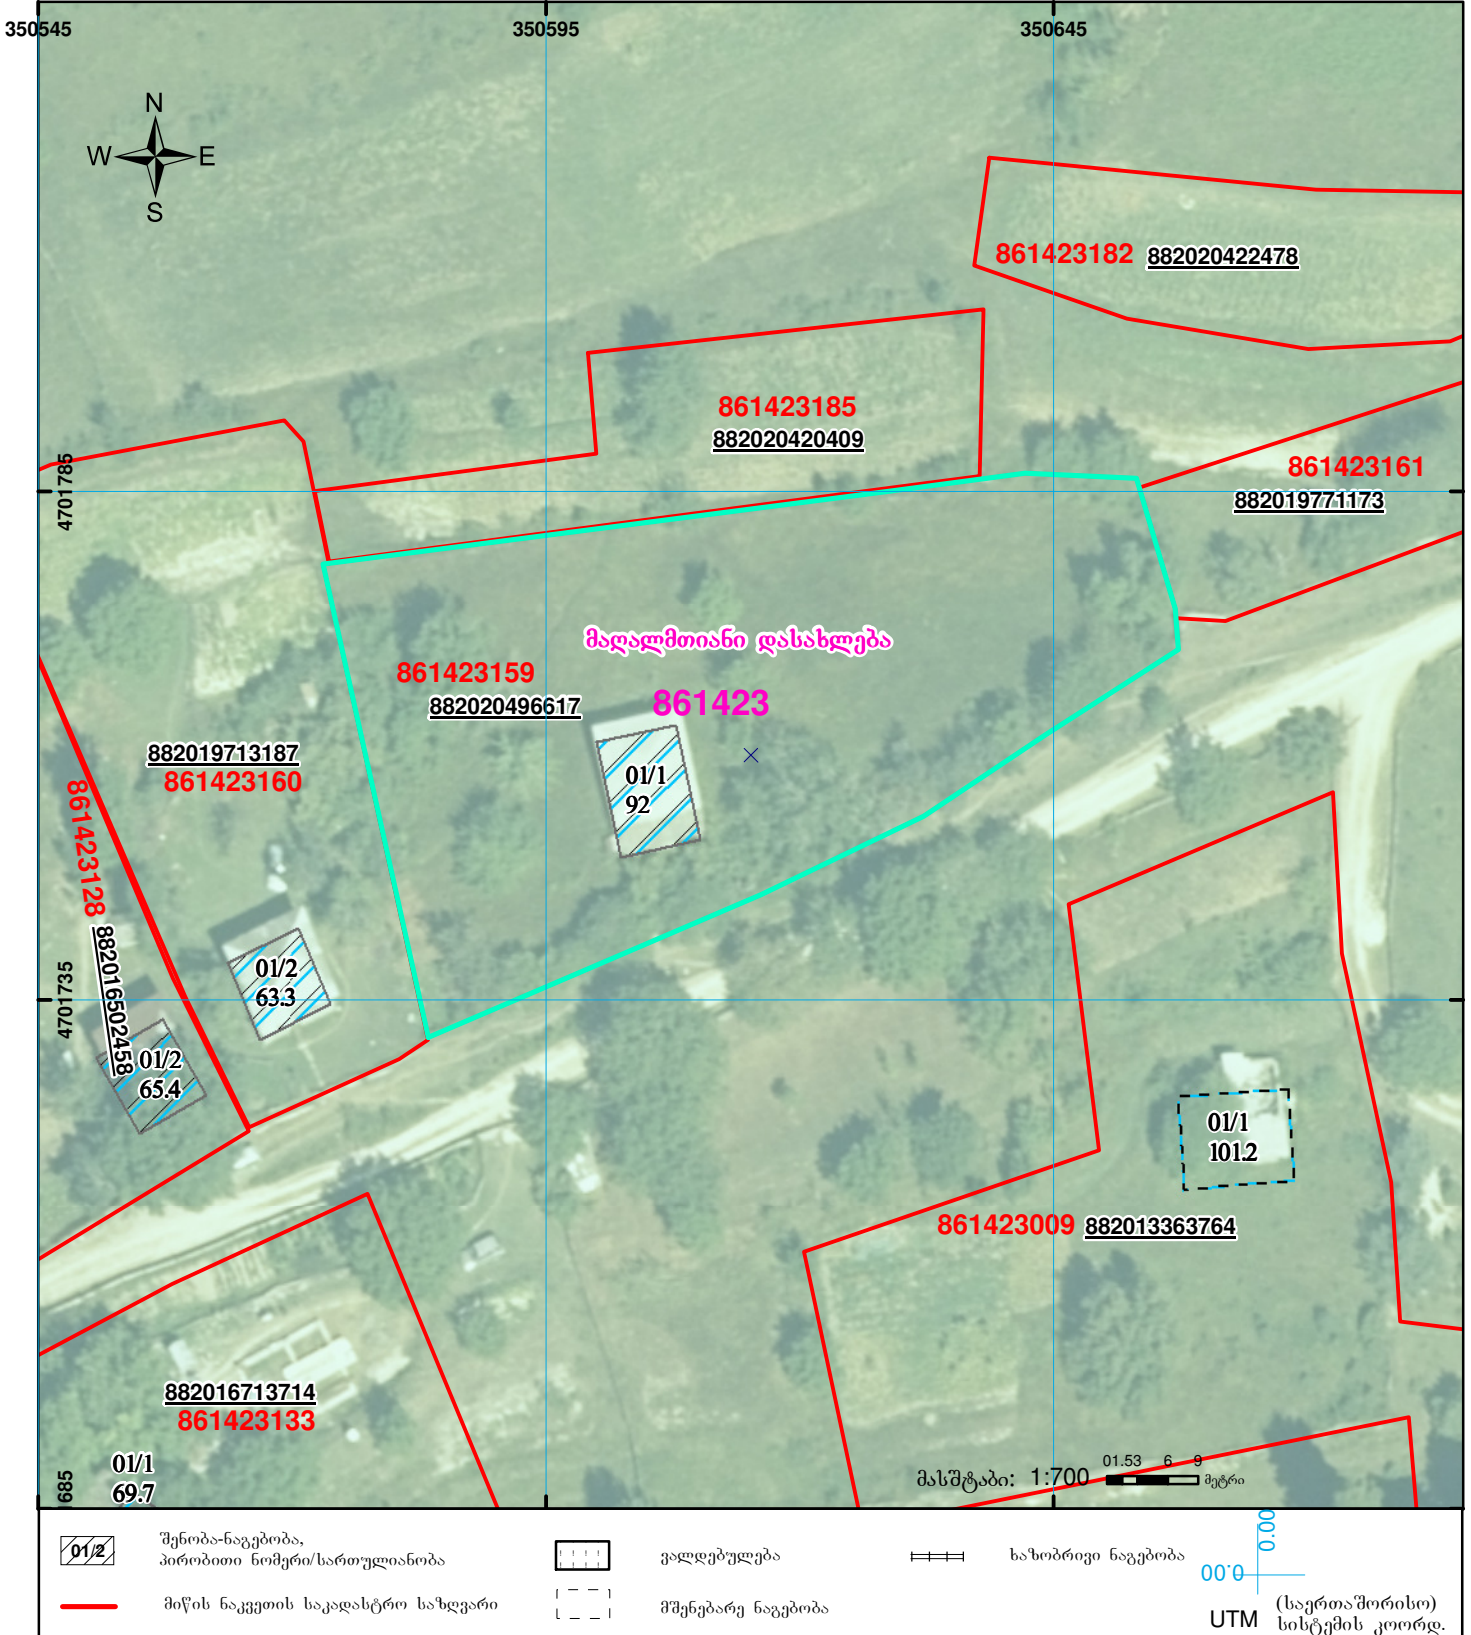 350545
350595
350645
N
W E
S
861423182 882020422478
861423185
882020420409
4701785
861423161
882019771173
მაღალმთიანი დასახლება
861423159
882020496617
861423
882019713187
861423160
01/1
92
861423128 882016502458
01/2
63.3
4701735
01/2
65.4
01/1
101.2
861423009 882013363764
882016713714
861423133
01/1
69.7
685
მასშტაბი: 1:700
01.53 6 9
მეტრი
01/2
შენობა-ნაგებობა,
პირობითი ნომერი/სართულიანობა
ვალდებულება
ხაზობრივი ნაგებობა
0.00
00.0
მიწის ნაკვეთის საკადასტრო საზღვარი
მშენებარე ნაგებობა
UTM
(საერთაშორისო)
სისტემის კოორდ.